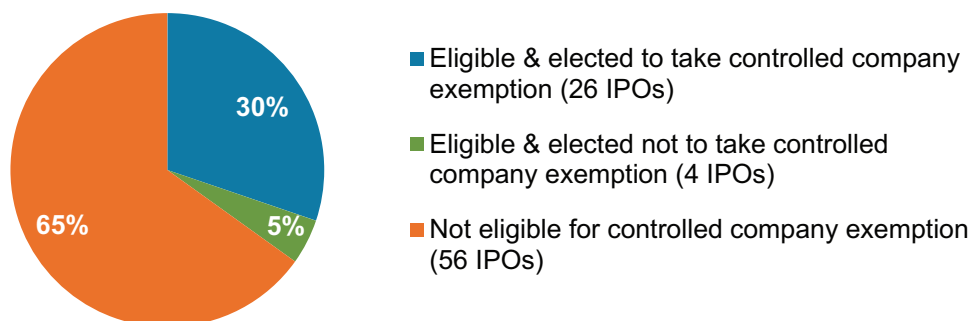 30%
5%
65%
Eligible & elected to take controlled company
exemption (26 IPOs)
Eligible & elected not to take controlled
company exemption (4 IPOs)
Not eligible for controlled company exemption
(56 IPOs)